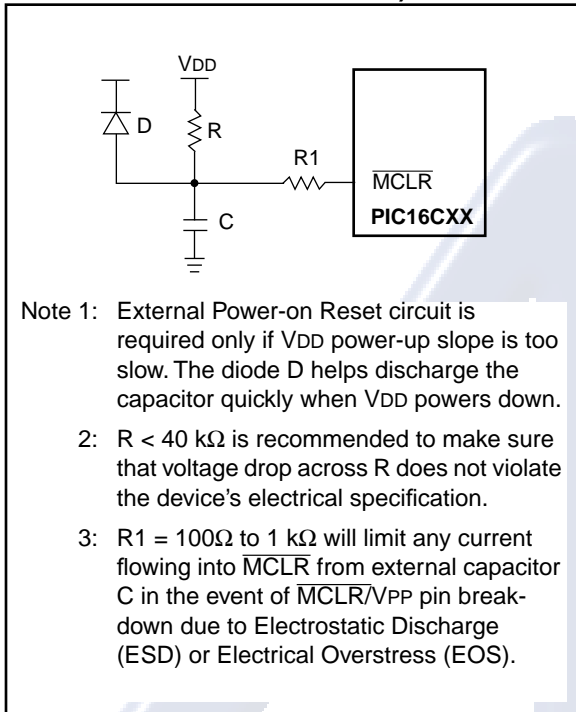 VDD
D
R
R1
MCLR
PIC16CXX
C
Note 1: External Power-on Reset circuit is
required only if VDD power-up slope is too
slow. The diode D helps discharge the
capacitor quickly when VDD powers down.
2: R < 40 kΩ is recommended to make sure
that voltage drop across R does not violate
the device's electrical specification.
3: R1 = 100Ω to 1 kΩ will limit any current
flowing into MCLR from external capacitor
C in the event of MCLR/VPP pin break-
down due to Electrostatic Discharge
(ESD) or Electrical Overstress (EOS).